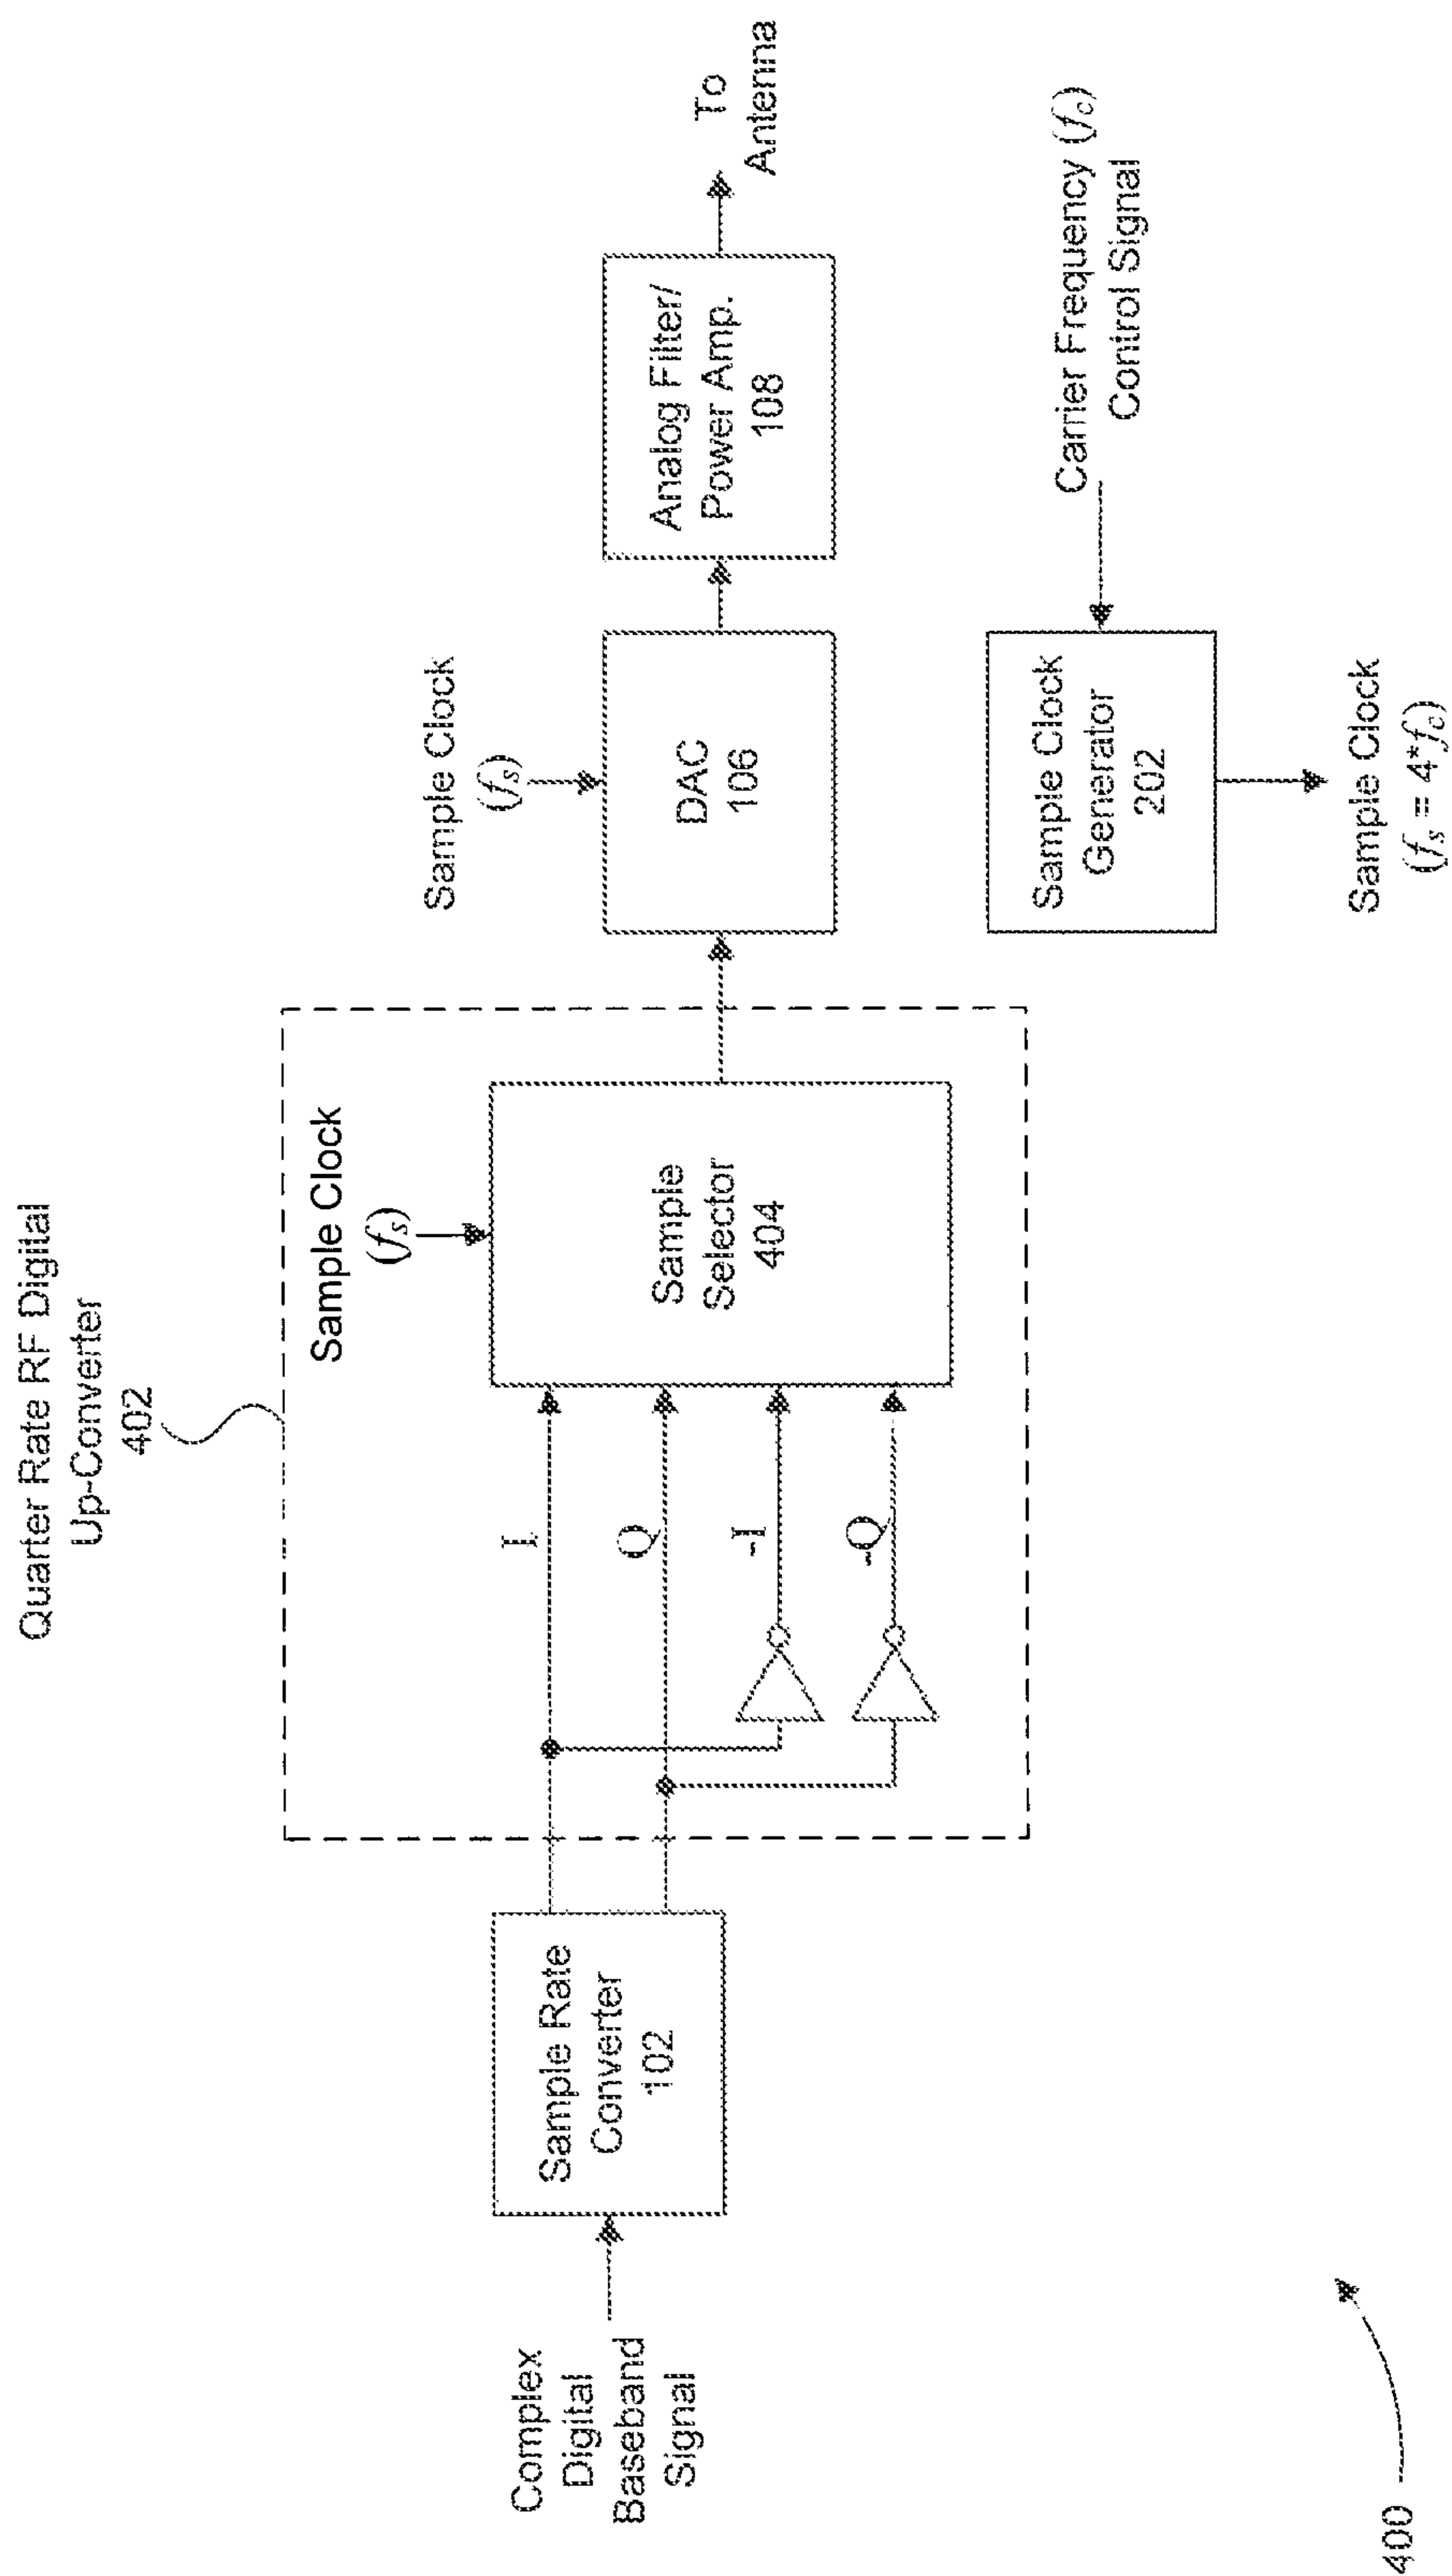 Quarter Rate RF Digital
Up-Converter
402
Complex
Digital
Baseband
Signal
Sample Rate
Converter
102
I
Q
-I
-Q
Sample Clock
(fs)
Sample
Selector
404
Sample Clock
(fs)
DAC
106
Analog Filter/
Power Amp.
108
To
Antenna
Sample Clock
Generator
202
Carrier Frequency (fc)
Control Signal
Sample Clock
(fs = 4*fc)
400